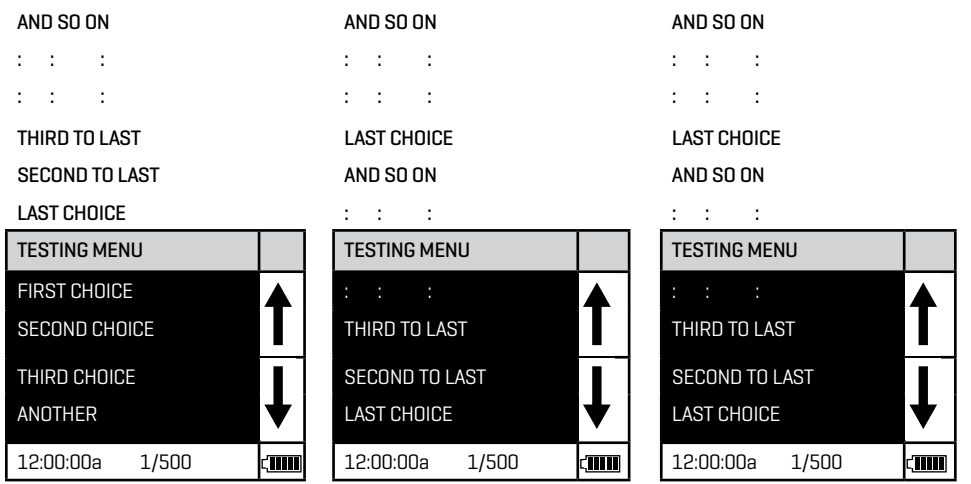 AND SO ON
: : :
: : :
THIRD TO LAST
SECOND TO LAST
LAST CHOICE
TESTING MENU
FIRST CHOICE
SECOND CHOICE
THIRD CHOICE
ANOTHER
12:00:00a 1/500
AND SO ON
: : :
: : :
LAST CHOICE
AND SO ON
: : :
TESTING MENU
: : :
THIRD TO LAST
SECOND TO LAST
LAST CHOICE
12:00:00a 1/500
AND SO ON
: : :
: : :
LAST CHOICE
AND SO ON
: : :
TESTING MENU
: : :
THIRD TO LAST
SECOND TO LAST
LAST CHOICE
12:00:00a 1/500